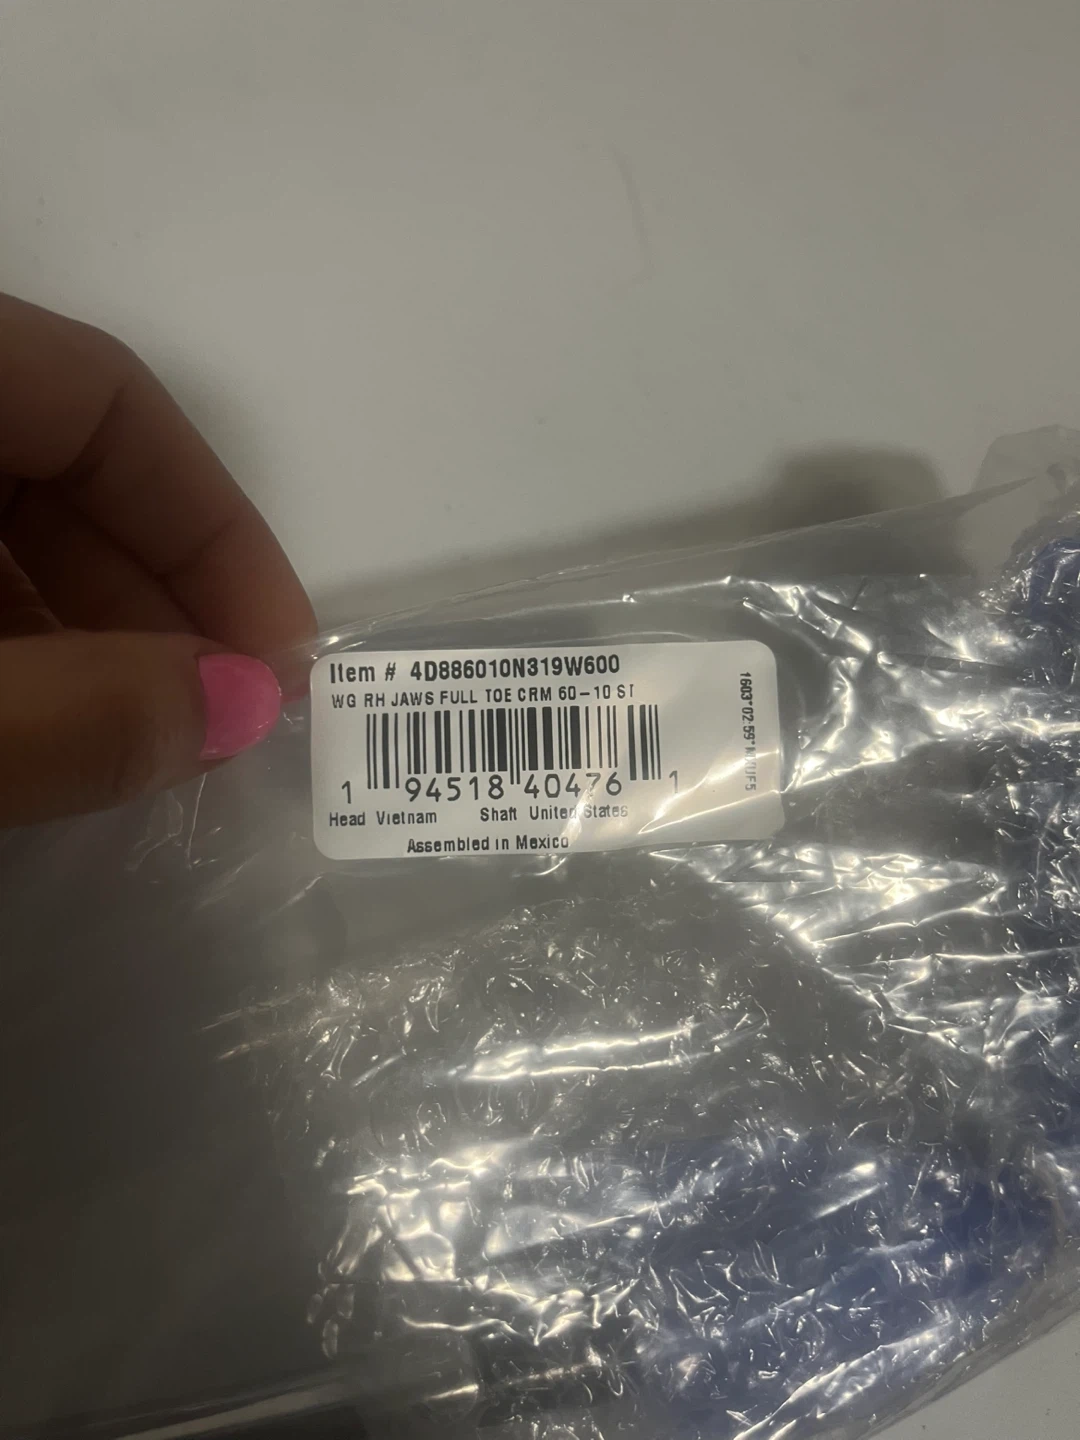 Item # 4D886010N319W600
WG RH JAWS FULL TOE CRM 60-10 ST
1 94518 40476 1
Head Vietnam Shaft United States
Assembled in Mexico